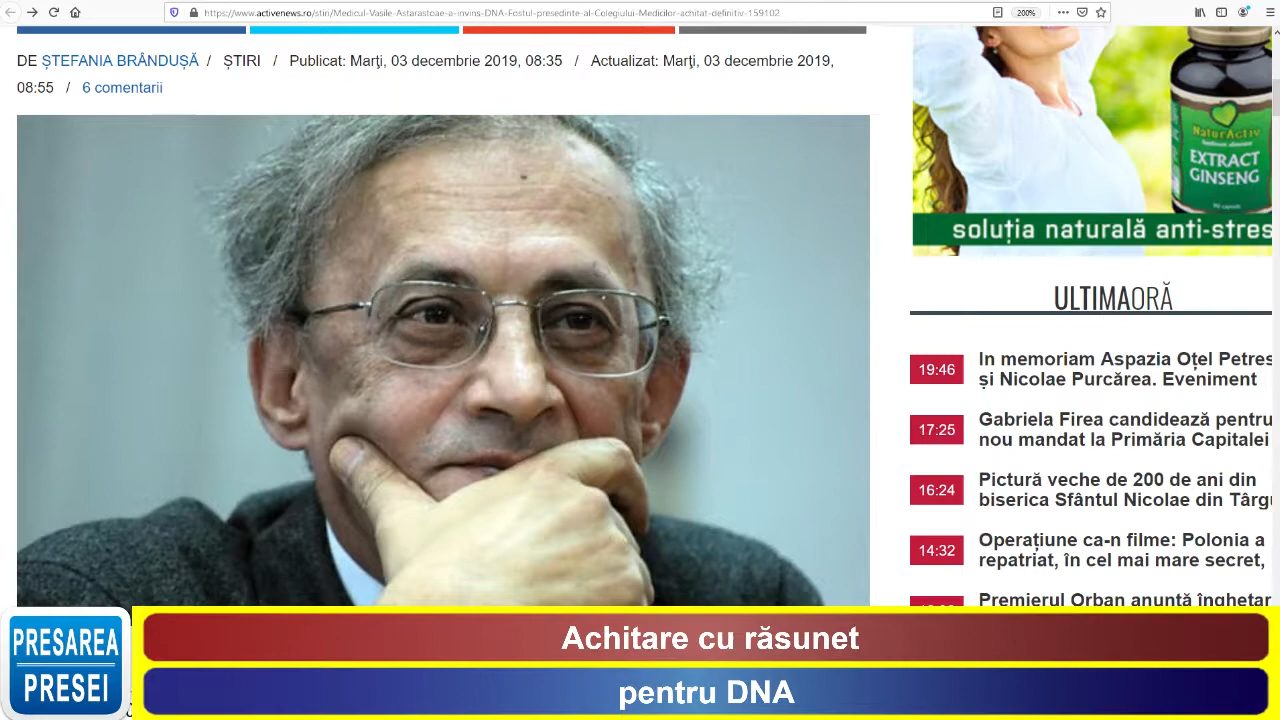 https://www.activenews.ro/stiri/Medicul-Vasile-Astarastoae-a-invins-DNA-Fostul-presedinte-al-Colegiului-Medicilor-achitat-definitiv-159102
200%
DE ȘTEFANIA BRÂNDUȘĂ / ȘTIRI / Publicat: Marţi, 03 decembrie 2019, 08:35 / Actualizat: Marţi, 03 decembrie 2019,
08:55 / 6 comentarii
NaturActiv
EXTRACT
GINSENG
soluția naturală anti-stres
ULTIMAORĂ
19:46
In memoriam Aspazia Oțel Petres
și Nicolae Purcărea. Eveniment
17:25
Gabriela Firea candidează pentru
nou mandat la Primăria Capitalei
16:24
Pictură veche de 200 de ani din
biserica Sfântul Nicolae din Târgu
14:32
Operațiune ca-n filme: Polonia a
repatriat, în cel mai mare secret,
Premierul Orban anunță înghețar
PRESAREA
PRESEI
Achitare cu răsunet
pentru DNA